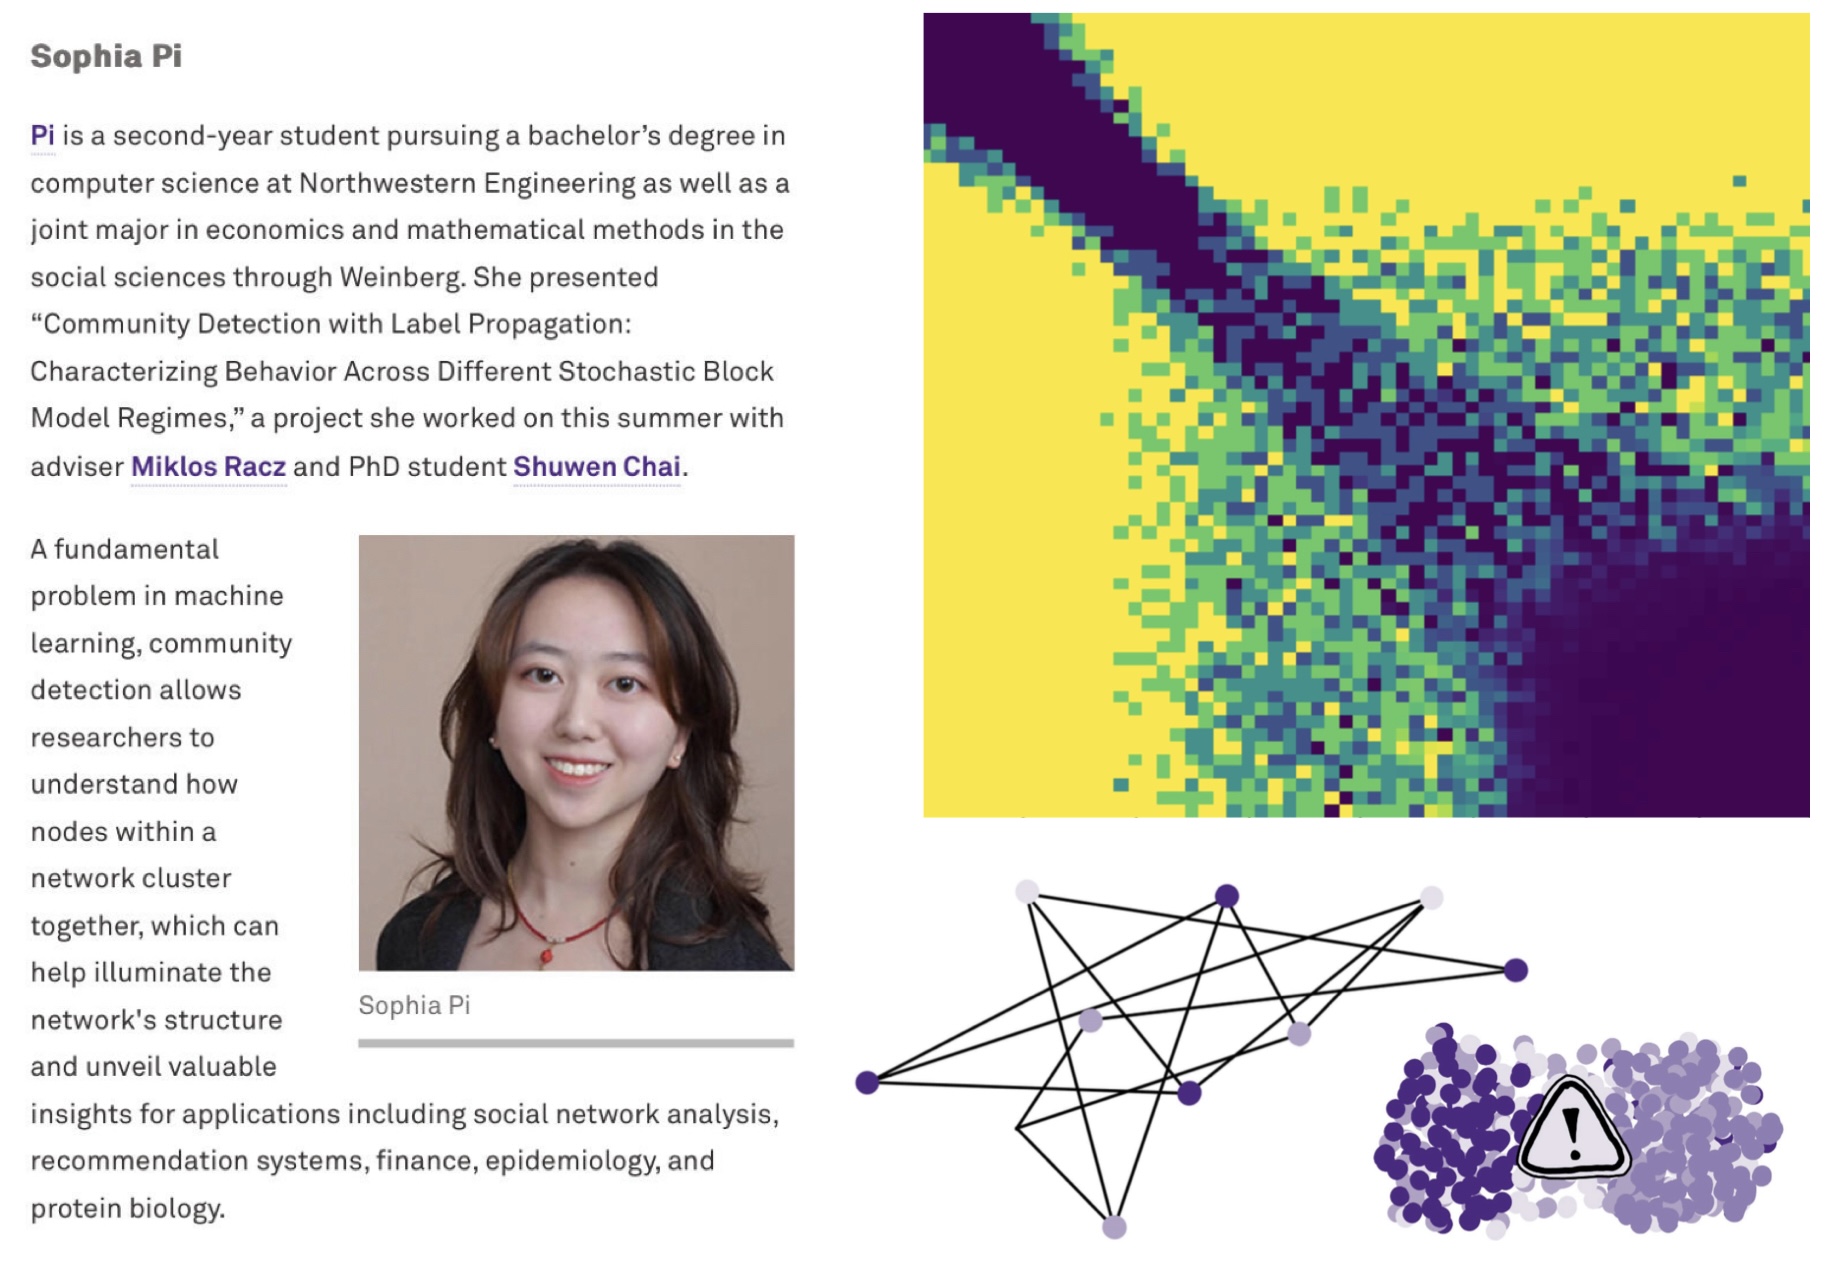 Sophia Pi
Pi is a second-year student pursuing a bachelor’s degree in
computer science at Northwestern Engineering as well as a
joint major in economics and mathematical methods in the
social sciences through Weinberg. She presented
“Community Detection with Label Propagation:
Characterizing Behavior Across Different Stochastic Block
Model Regimes,” a project she worked on this summer with
adviser Miklos Racz and PhD student Shuwen Chai.
A fundamental
problem in machine
learning, community
detection allows
researchers to
understand how
nodes within a
network cluster
together, which can
help illuminate the
network's structure
and unveil valuable
insights for applications including social network analysis,
recommendation systems, finance, epidemiology, and
protein biology.
Sophia Pi
!